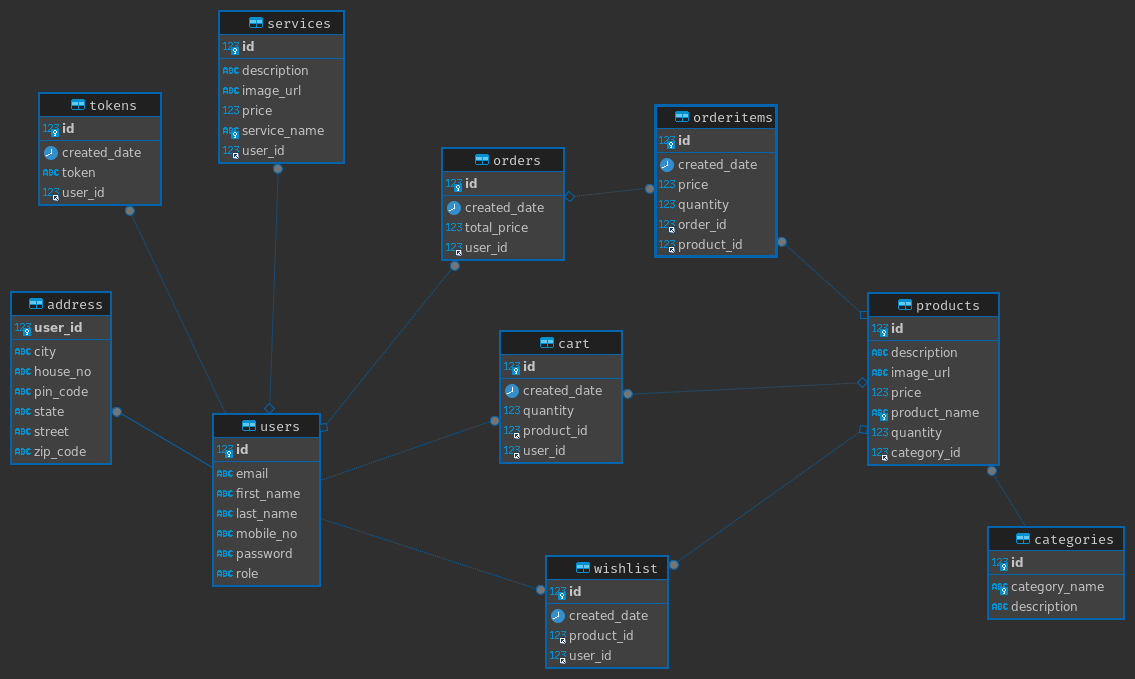 services
123 id
ABC description
ABC image_url
123 price
ABC service_name
123 user_id
tokens
123 id
created_date
ABC token
123 user_id
orderitems
123 id
created_date
123 price
123 quantity
123 order_id
123 product_id
orders
123 id
created_date
123 total_price
123 user_id
address
123 user_id
ABC city
ABC house_no
ABC pin_code
ABC state
ABC street
ABC zip_code
products
123 id
ABC description
ABC image_url
123 price
ABC product_name
123 quantity
123 category_id
cart
123 id
created_date
123 quantity
123 product_id
123 user_id
users
123 id
ABC email
ABC first_name
ABC last_name
ABC mobile_no
ABC password
ABC role
categories
123 id
ABC category_name
ABC description
wishlist
123 id
created_date
123 product_id
123 user_id